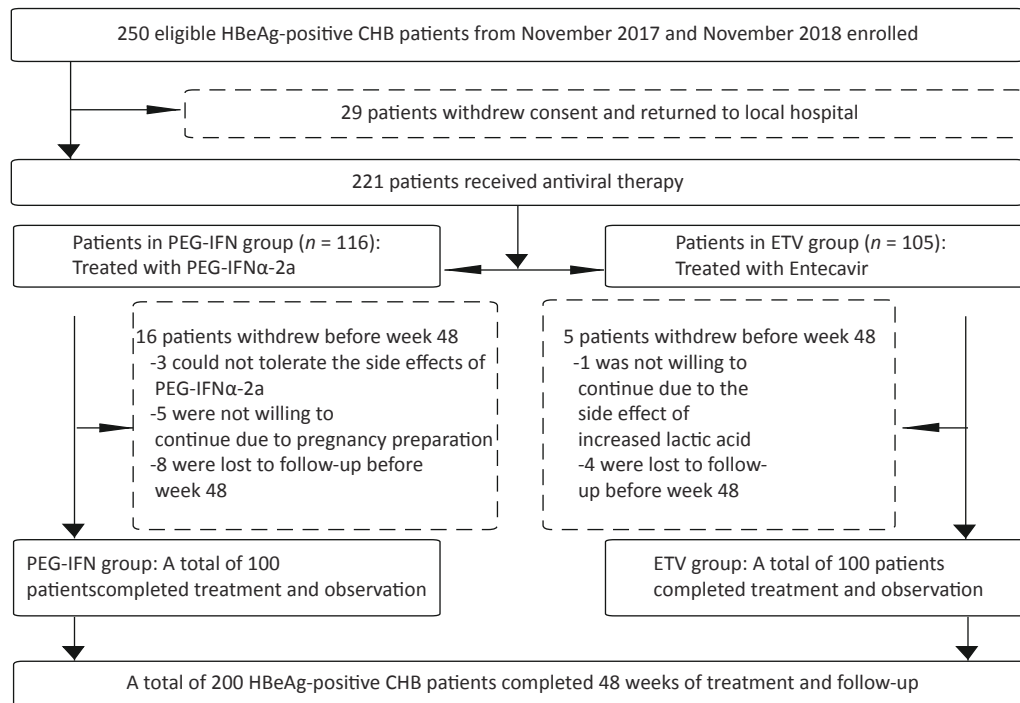 250 eligible HBeAg-positive CHB patients from November 2017 and November 2018 enrolled
29 patients withdrew consent and returned to local hospital
221 patients received antiviral therapy
Patients in PEG-IFN group (n = 116):
Treated with PEG-IFNα-2a
Patients in ETV group (n = 105):
Treated with Entecavir
16 patients withdrew before week 48
-3 could not tolerate the side effects of
PEG-IFNα-2a
-5 were not willing to
continue due to pregnancy preparation
-8 were lost to follow-up before
week 48
5 patients withdrew before week 48
-1 was not willing to
continue due to the
side effect of
increased lactic acid
-4 were lost to follow-
up before week 48
PEG-IFN group: A total of 100
patientscompleted treatment and observation
ETV group: A total of 100 patients
completed treatment and observation
A total of 200 HBeAg-positive CHB patients completed 48 weeks of treatment and follow-up